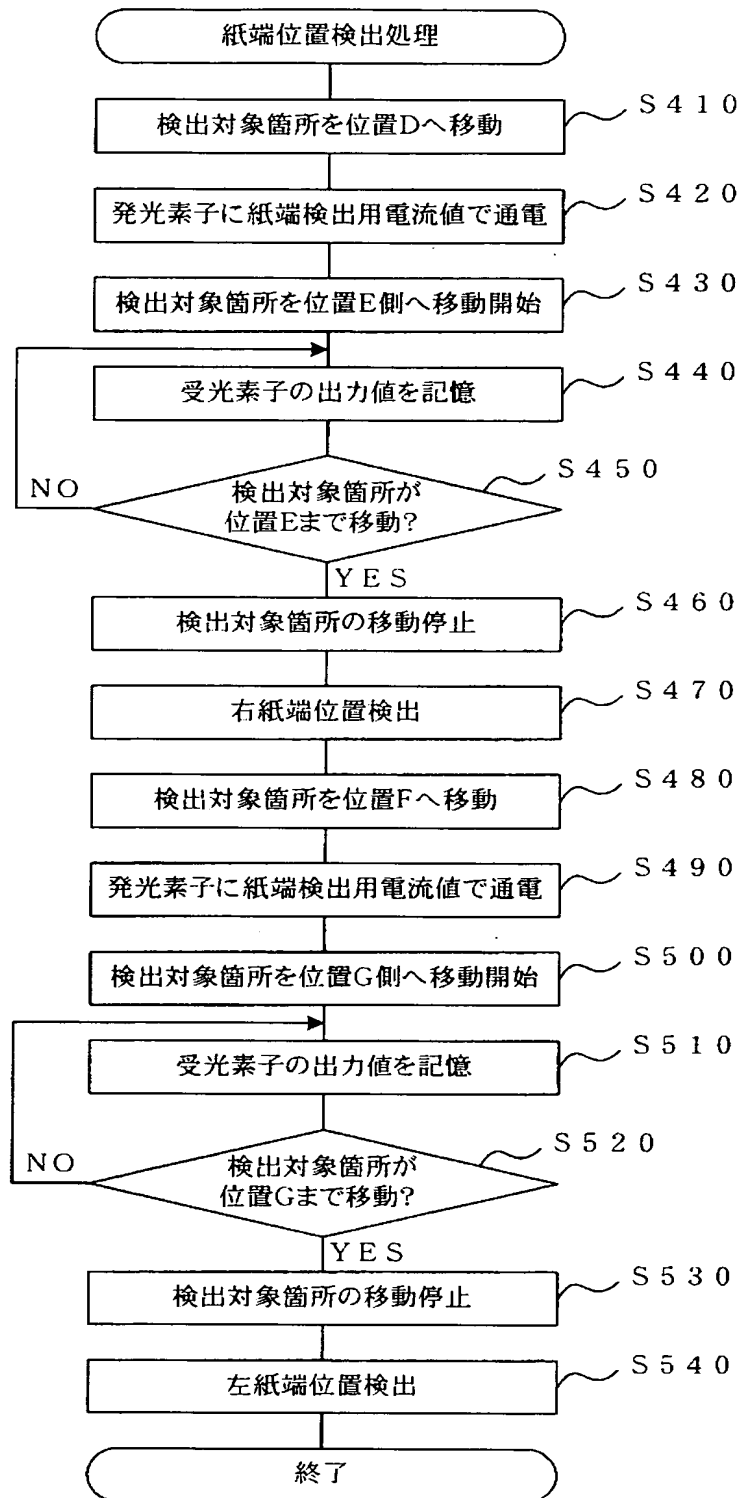 紙端位置検出処理
検出対象箇所を位置Dへ移動
S410
発光素子に紙端検出用電流値で通電
S420
検出対象箇所を位置E側へ移動開始
S430
受光素子の出力値を記憶
S440
検出対象箇所が
位置Eまで移動?
S450
NO
YES
検出対象箇所の移動停止
S460
右紙端位置検出
S470
検出対象箇所を位置Fへ移動
S480
発光素子に紙端検出用電流値で通電
S490
検出対象箇所を位置G側へ移動開始
S500
受光素子の出力値を記憶
S510
検出対象箇所が
位置Gまで移動?
S520
NO
YES
検出対象箇所の移動停止
S530
左紙端位置検出
S540
終了